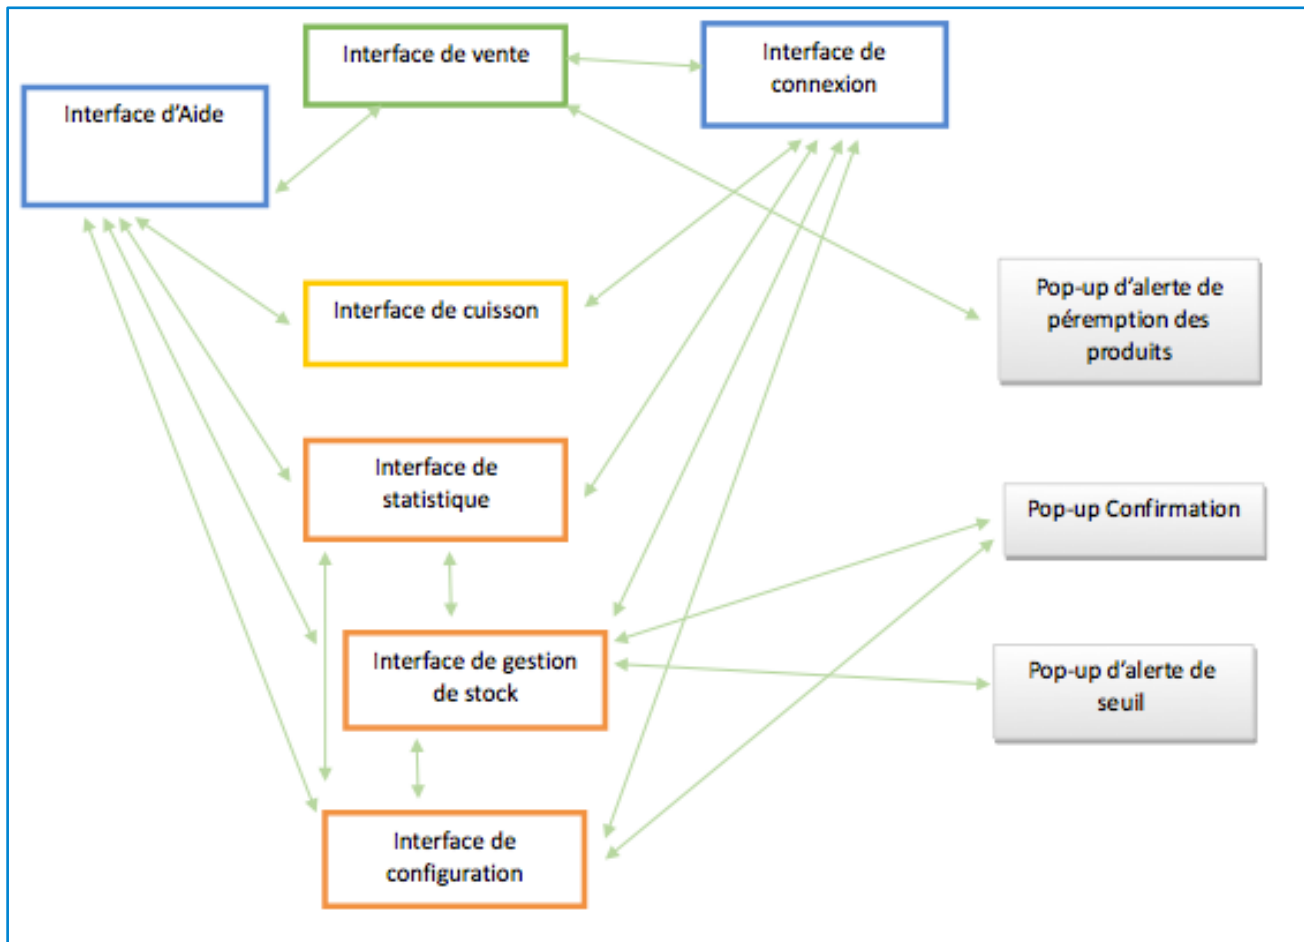 Interface de vente
Interface de
connexion
Interface d'Aide
Interface de cuisson
Pop-up d'alerte de
péremption des
produits
Interface de
statistique
Pop-up Confirmation
Interface de gestion
de stock
Pop-up d'alerte de
seuil
Interface de
configuration